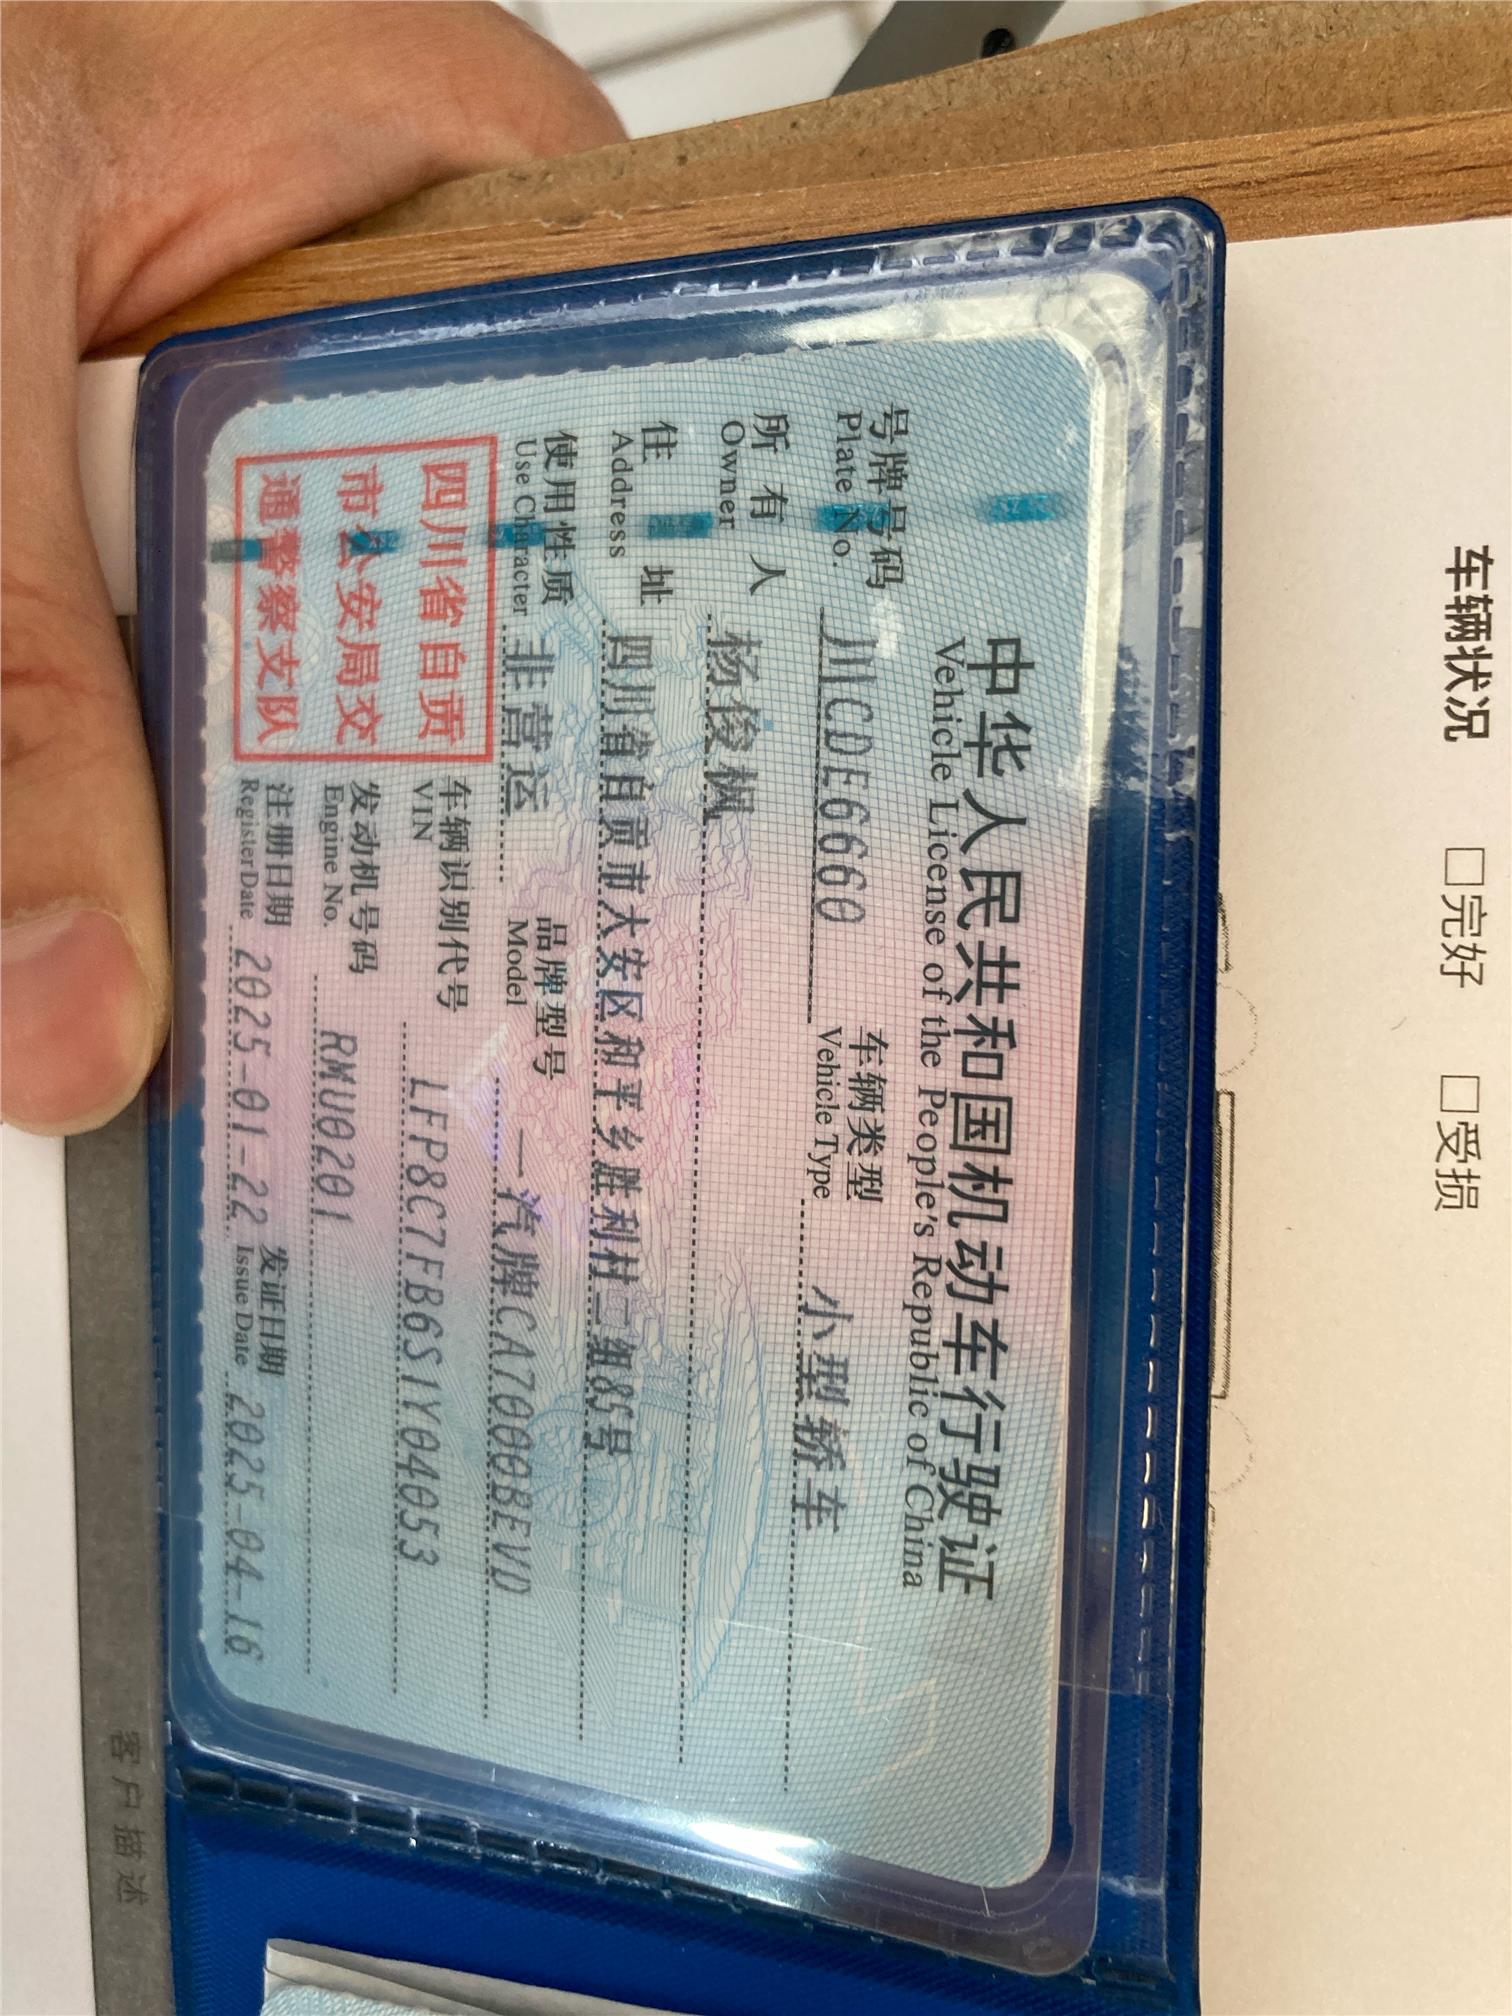 中华人民共和国机动车行驶证
Vehicle License of the People's Republic of China
号牌号码 川CDE6660 车辆类型 小型轿车
Plate No. Vehicle Type
所有人 杨俊枫
Owner
住址 四川省自贡市大安区和平乡胜利村二组85号
Address
使用性质 非营运 品牌型号 一汽牌CA7000BEVD
Use Character Model
四川省自贡
市公安局交
通警察支队
车辆识别代号 LFP8C7FB6S1Y04053
VIN
发动机号码 RMU0201
Engine No.
注册日期 2025-01-22 发证日期 2025-04-16
Register Date Issue Date
车辆状况 □完好 □受损
客户描述